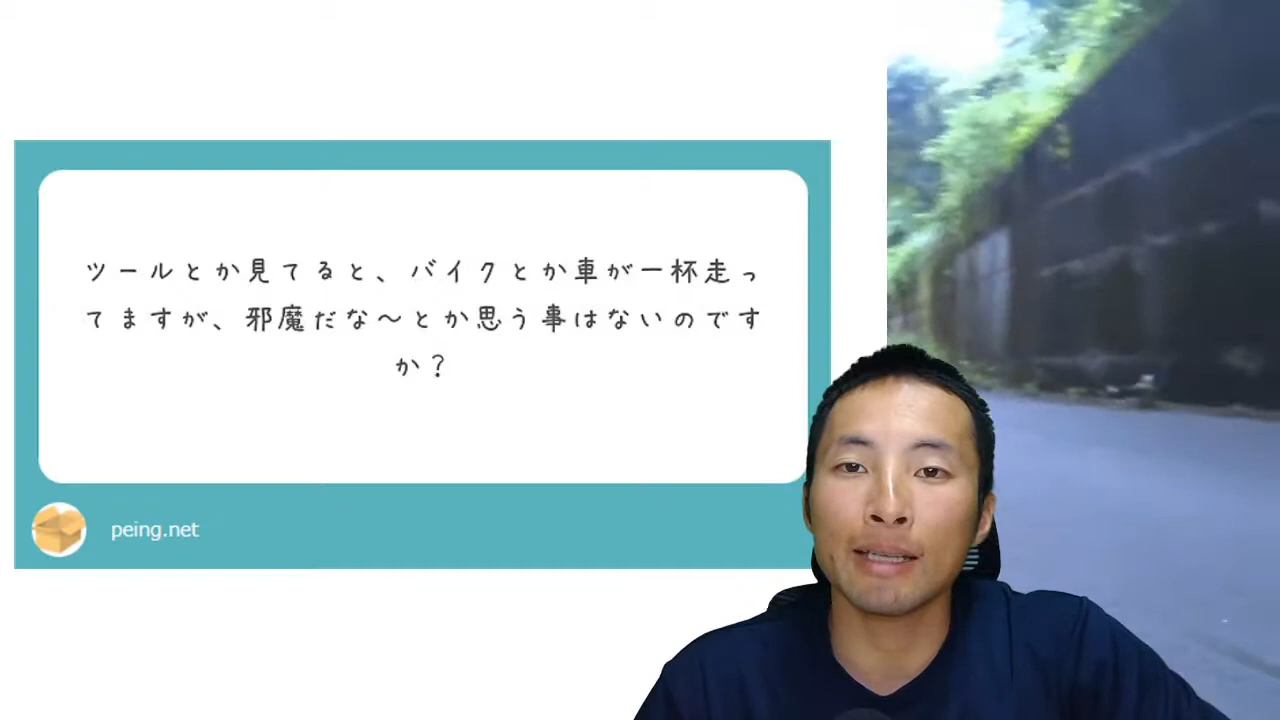 ツールとか見てると、バイクとか車が一杯走っ
てますが、邪魔だな～とか思う事はないのです
か？
peing.net